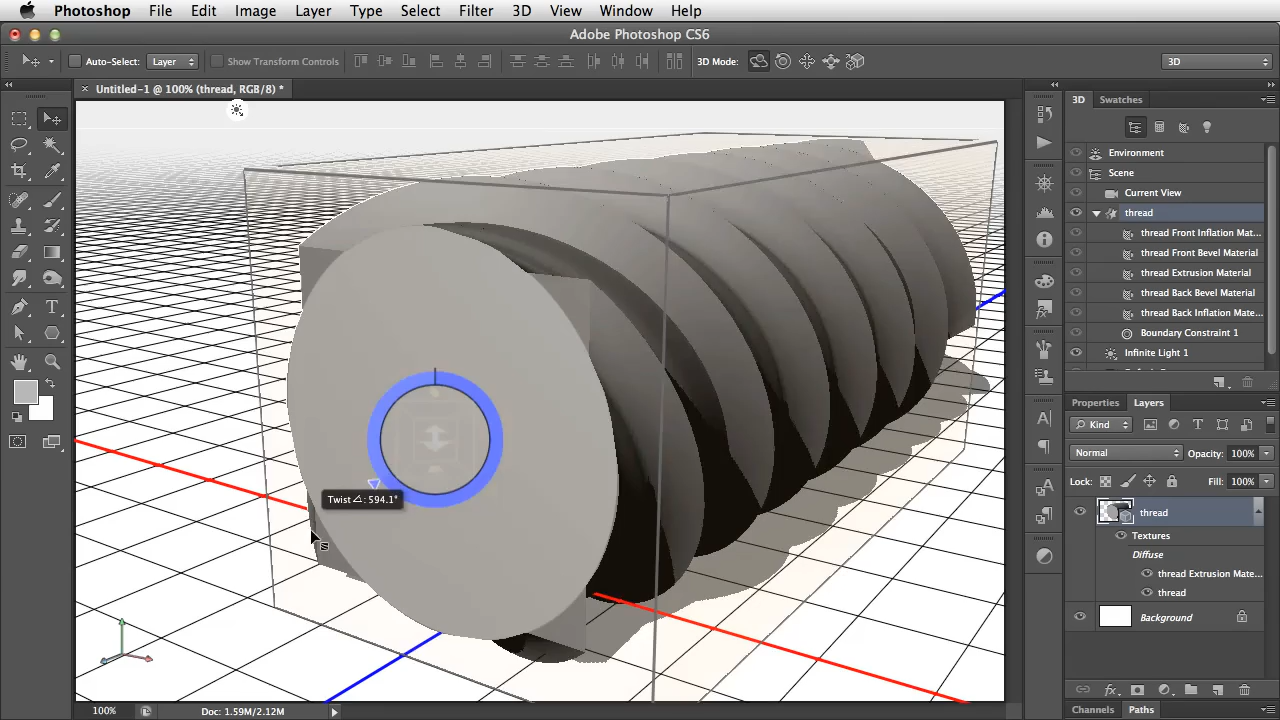 Photoshop File Edit Image Layer Type Select Filter 3D View Window Help
Adobe Photoshop CS6
Auto-Select: Layer Show Transform Controls 3D Mode: 3D
× Untitled-1 @ 100% (thread, RGB/8) *
3D Swatches
Environment
Scene
Current View
thread
thread Front Inflation Mat...
thread Front Bevel Material
thread Extrusion Material
thread Back Bevel Material
thread Back Inflation Mate...
Boundary Constraint 1
Infinite Light 1
Properties Layers
Kind
Normal Opacity: 100%
Lock: Fill: 100%
thread
Textures
Diffuse
thread Extrusion Mate...
thread
Background
Twist∠: 594.1°
100% Doc: 1.59M/2.12M
Channels Paths